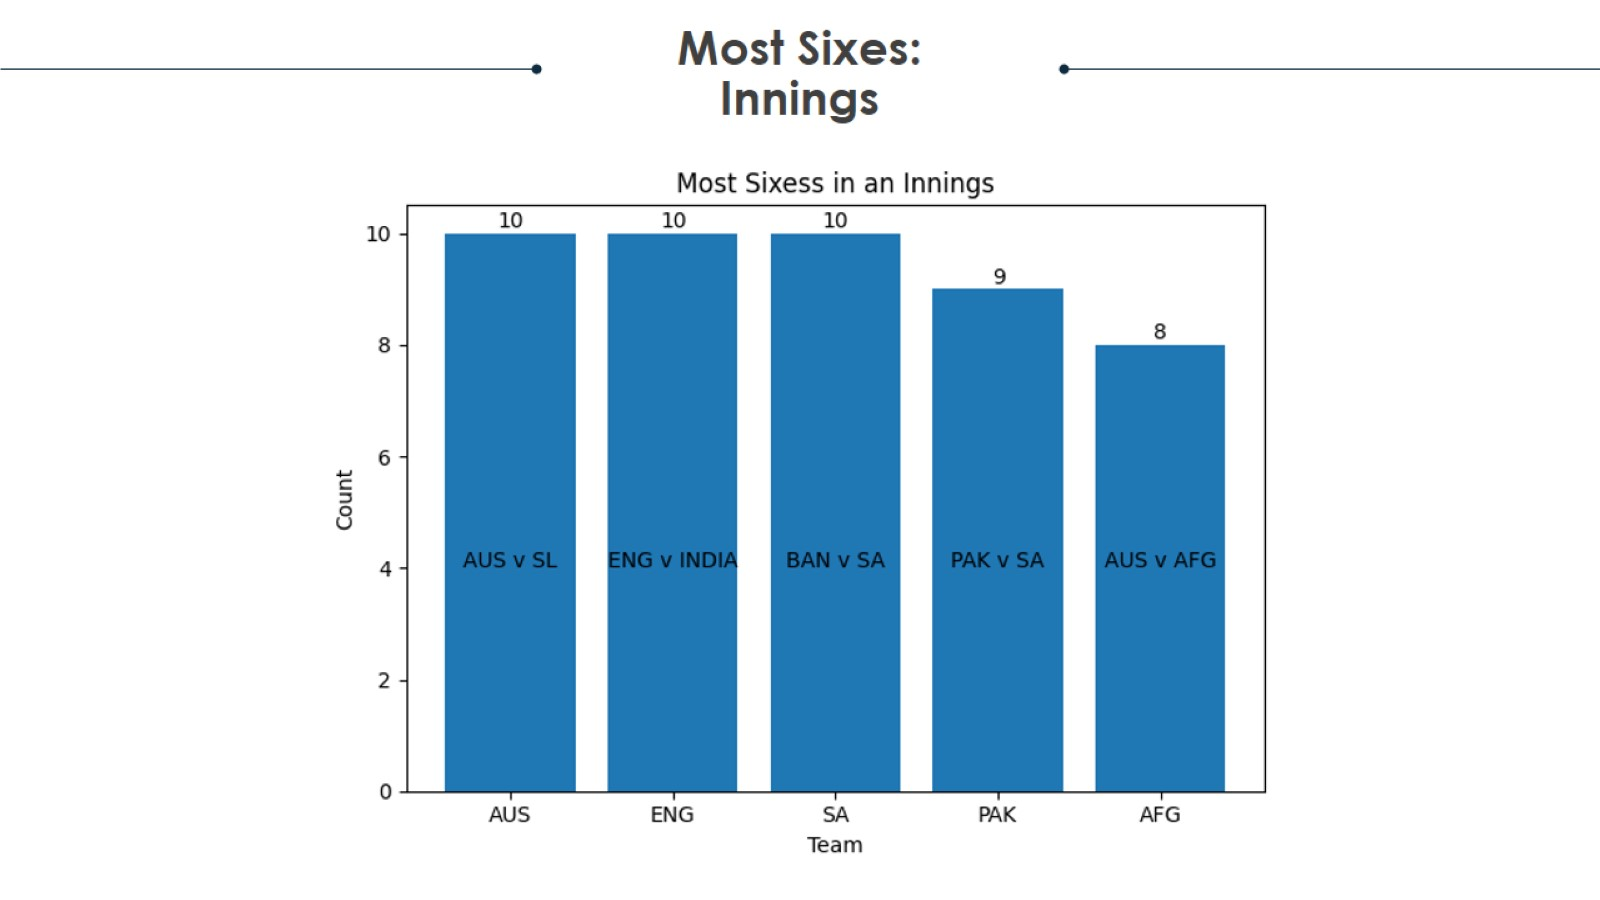 Most Sixes:
Innings
Most Sixess in an Innings
10 10 10
9
8
10
8
6
4
2
0
Count
AUS v SL ENG v INDIA BAN v SA PAK v SA AUS v AFG
AUS ENG SA PAK AFG
Team